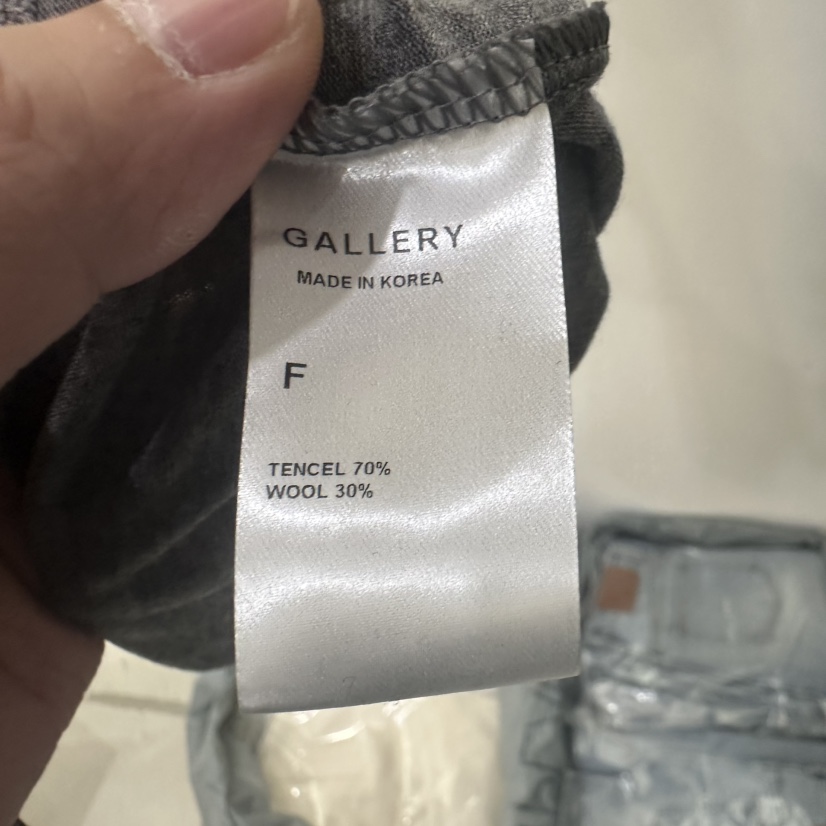 GALLERY
MADE IN KOREA
F
TENCEL 70%
WOOL 30%